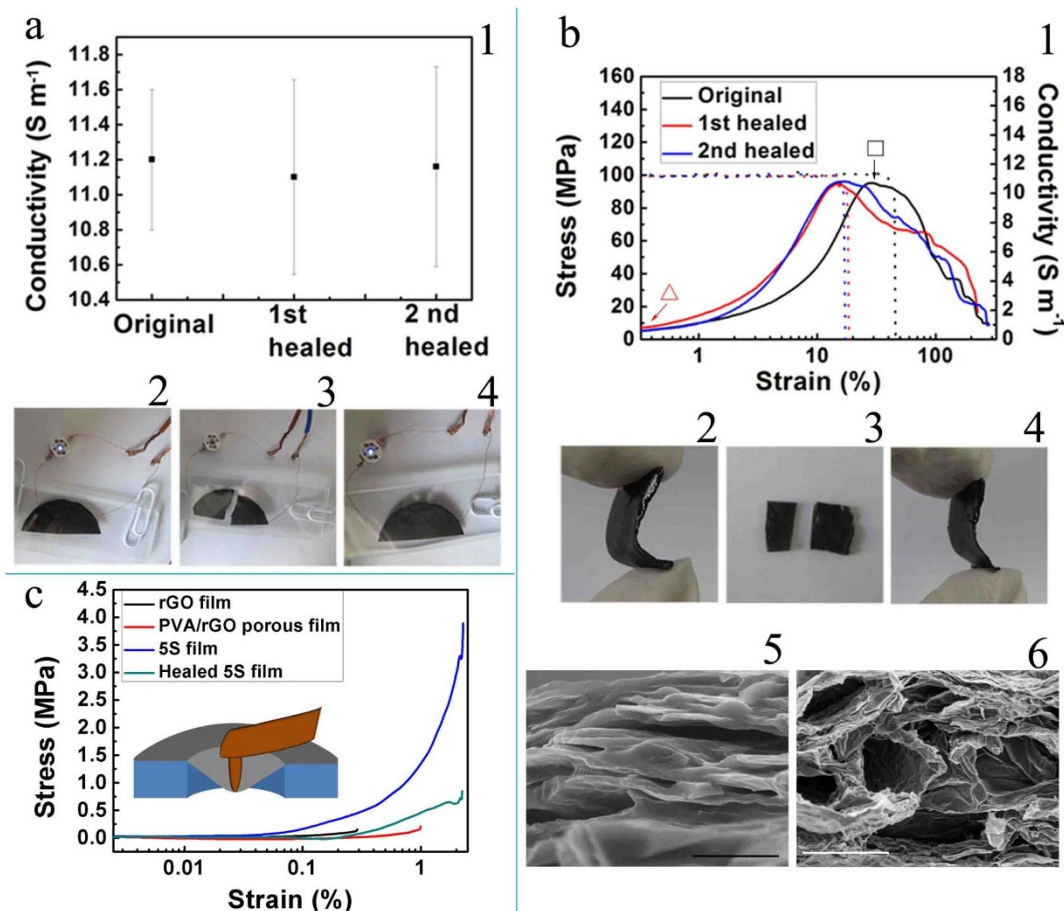 a
1
Conductivity (S m⁻¹)
11.8
11.6
11.4
11.2
11.0
10.8
10.6
10.4
Original
1st
healed
2 nd
healed
2
3
4
b
1
Stress (MPa)
160
140
120
100
80
60
40
20
0
Original
1st healed
2nd healed
18
16
14
12
10
8
6
4
2
0
Conductivity (S m⁻¹)
1
10
100
Strain (%)
2
3
4
5
6
c
Stress (MPa)
4.5
4.0
3.5
3.0
2.5
2.0
1.5
1.0
0.5
0.0
rGO film
PVA/rGO porous film
5S film
Healed 5S film
0.01
0.1
1
Strain (%)